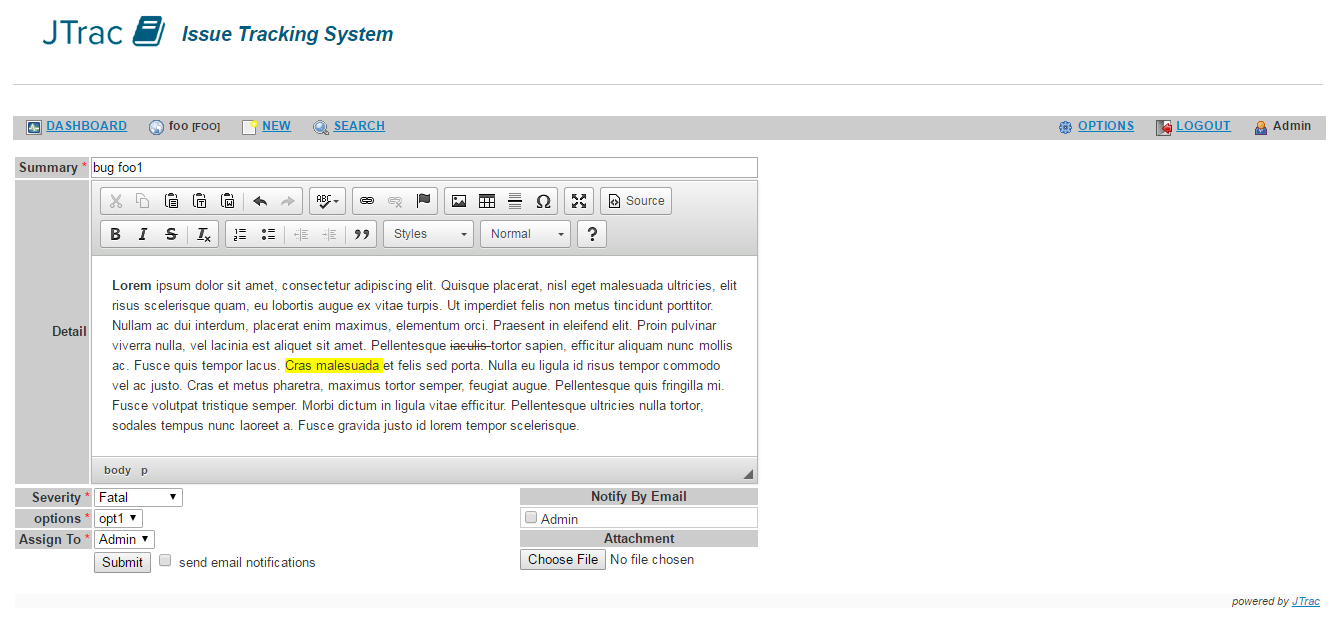 JTrac Issue Tracking System
DASHBOARD foo [FOO] NEW SEARCH OPTIONS LOGOUT Admin
Summary * bug foo1
ABC Ω Source
B I S Tx Styles Normal ?
Detail
Lorem ipsum dolor sit amet, consectetur adipiscing elit. Quisque placerat, nisl eget malesuada ultricies, elit
risus scelerisque quam, eu lobortis augue ex vitae turpis. Ut imperdiet felis non metus tincidunt porttitor.
Nullam ac dui interdum, placerat enim maximus, elementum orci. Praesent in eleifend elit. Proin pulvinar
viverra nulla, vel lacinia est aliquet sit amet. Pellentesque iaculis tortor sapien, efficitur aliquam nunc mollis
ac. Fusce quis tempor lacus. Cras malesuada et felis sed porta. Nulla eu ligula id risus tempor commodo
vel ac justo. Cras et metus pharetra, maximus tortor semper, feugiat augue. Pellentesque quis fringilla mi.
Fusce volutpat tristique semper. Morbi dictum in ligula vitae efficitur. Pellentesque ultricies nulla tortor,
sodales tempus nunc laoreet a. Fusce gravida justo id lorem tempor scelerisque.
body p
Severity * Fatal
options * opt1
Assign To * Admin
Submit send email notifications
Notify By Email
Admin
Attachment
Choose File No file chosen
powered by JTrac